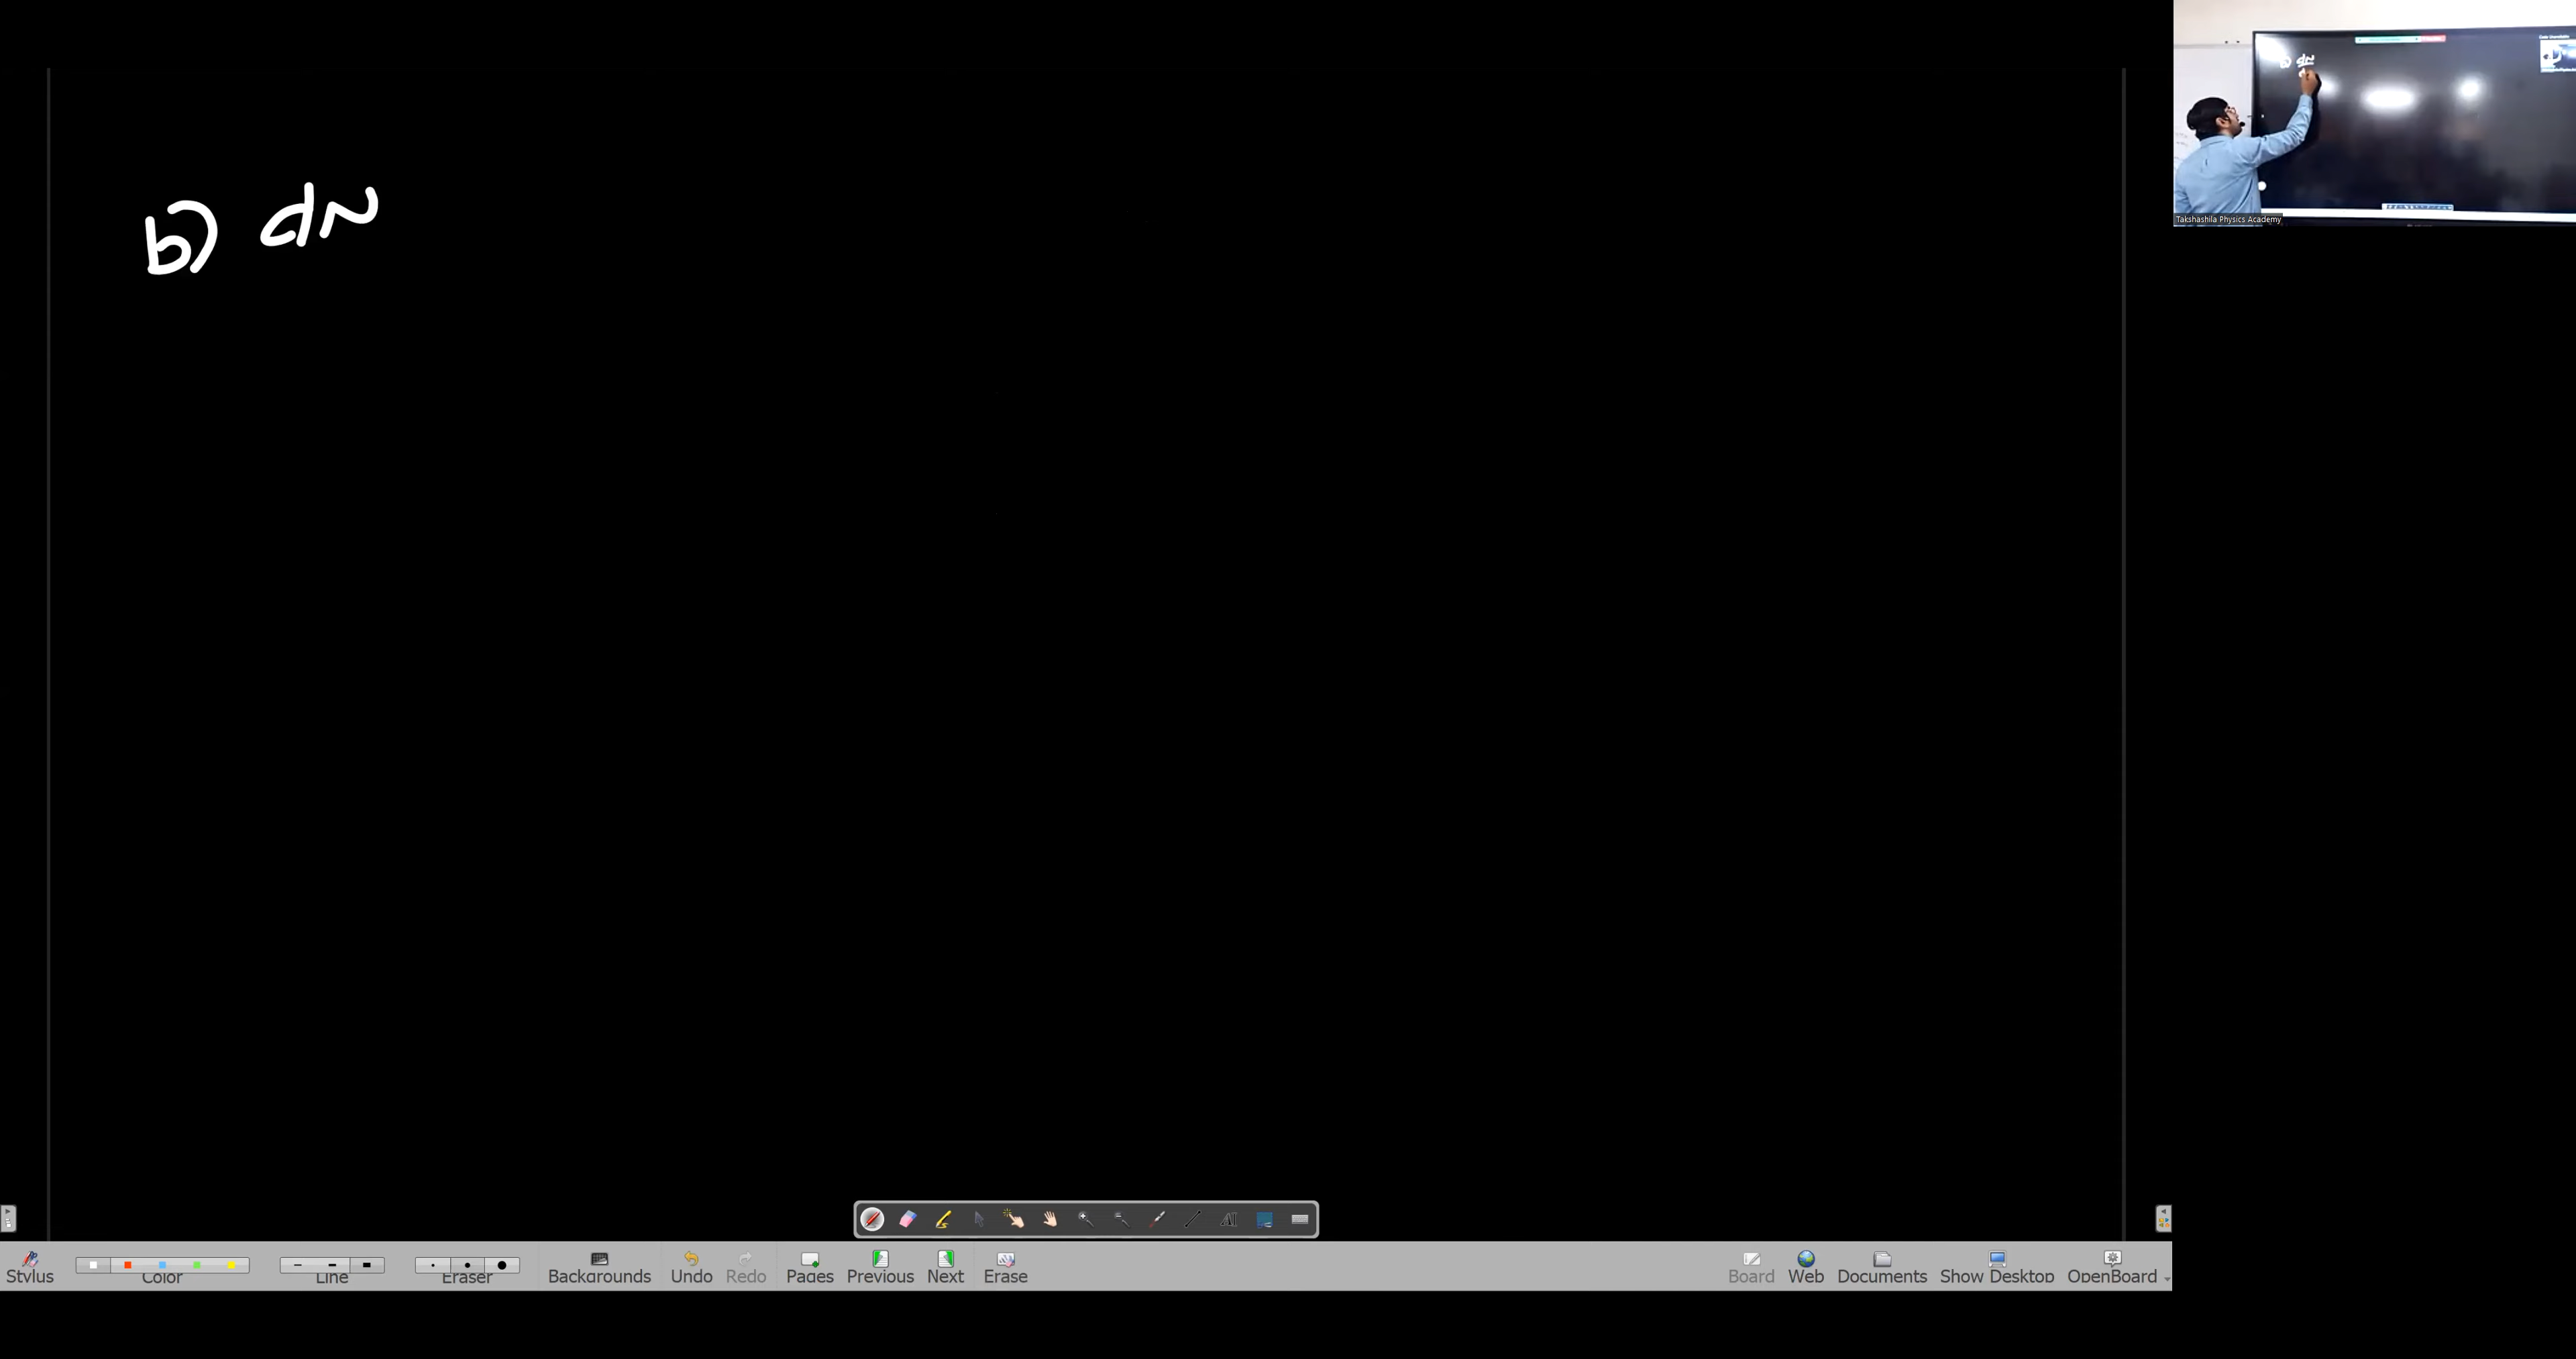 b) dN
Takshashila Physics Academy
Stylus
Color
Line
Eraser
Backgrounds
Undo
Redo
Pages
Previous
Next
Erase
Board
Web
Documents
Show Desktop
OpenBoard